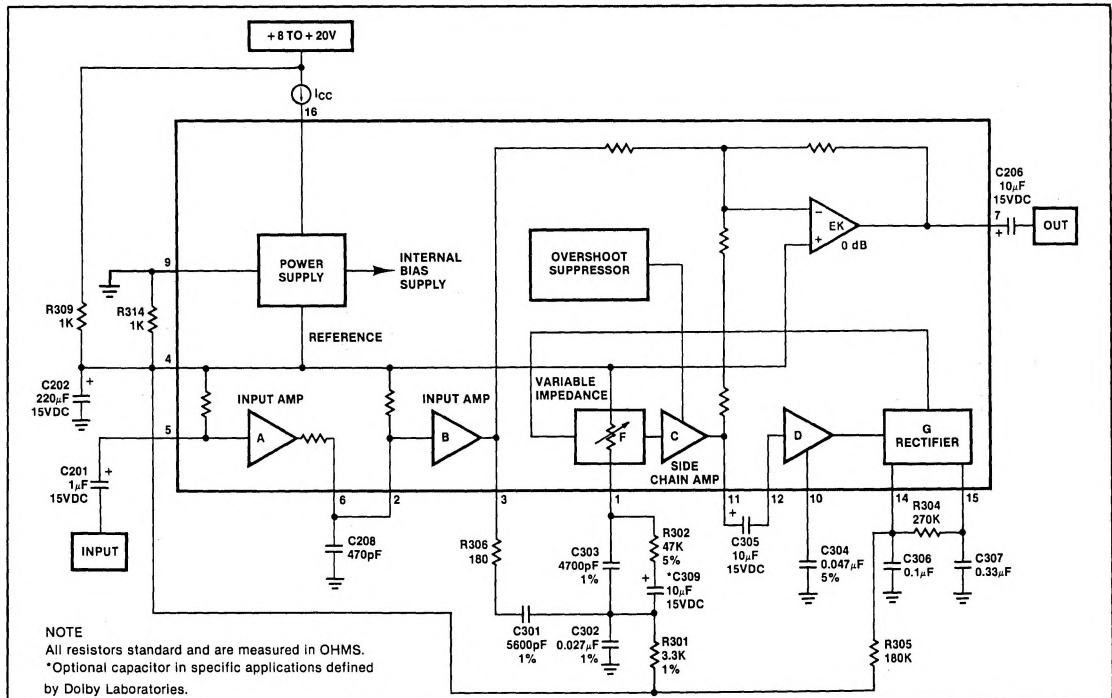 +8 TO +20V
ICC
16
C206
10µF
15VDC
7
+
OUT
−
EK
+
0 dB
9
POWER
SUPPLY
INTERNAL
BIAS
SUPPLY
OVERSHOOT
SUPPRESSOR
R309
1K
R314
1K
REFERENCE
4
C202
220µF
15VDC
+
INPUT AMP
A
INPUT AMP
B
VARIABLE
IMPEDANCE
F
C
SIDE
CHAIN AMP
D
G
RECTIFIER
5
C201
1µF
15VDC
+
INPUT
6
2
3
1
11
12
10
14
15
C208
470pF
R306
180
C303
4700pF
1%
R302
47K
5%
*C309
10µF
15VDC
+
+
C305
10µF
15VDC
C304
0.047µF
5%
R304
270K
C306
0.1µF
C307
0.33µF
C301
5600pF
1%
C302
0.027µF
1%
R301
3.3K
1%
R305
180K
NOTE
All resistors standard and are measured in OHMS.
*Optional capacitor in specific applications defined
by Dolby Laboratories.